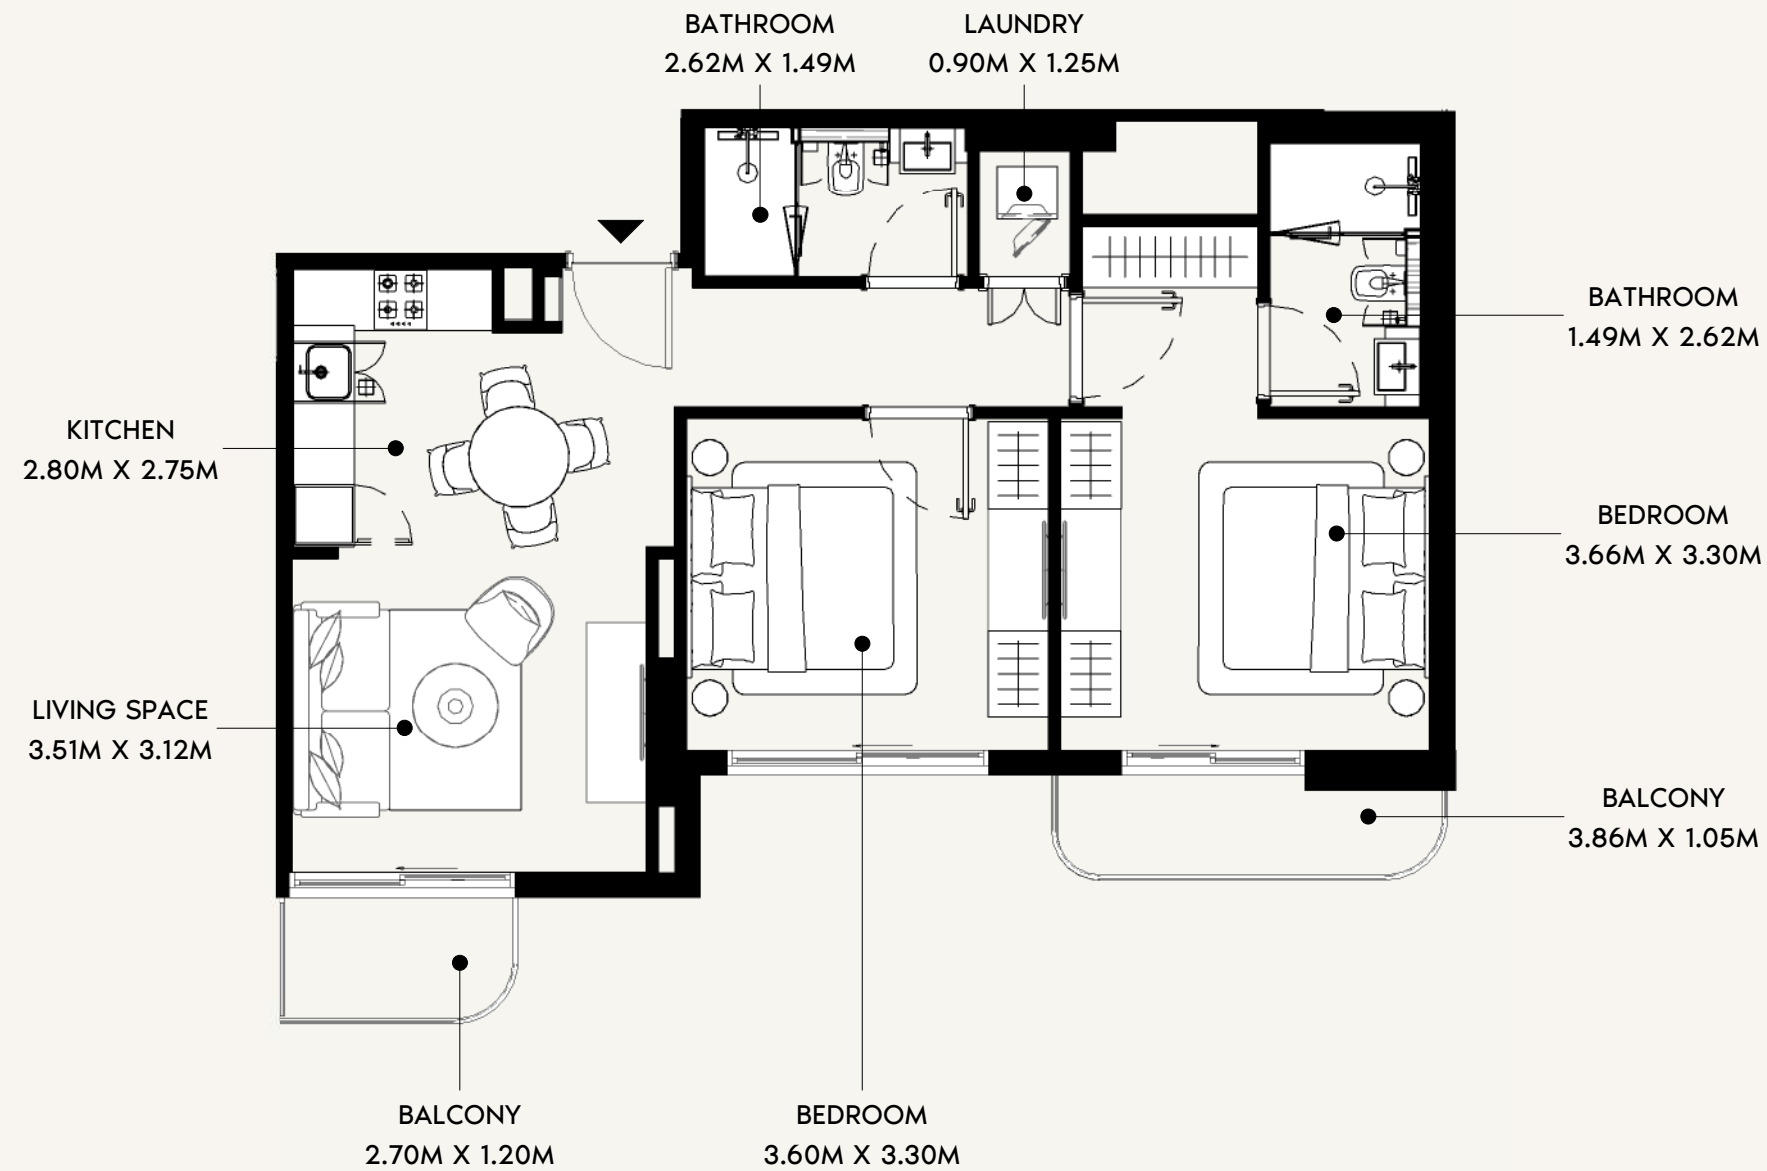 BATHROOM
2.62M X 1.49M
LAUNDRY
0.90M X 1.25M
BATHROOM
1.49M X 2.62M
KITCHEN
2.80M X 2.75M
BEDROOM
3.66M X 3.30M
LIVING SPACE
3.51M X 3.12M
BALCONY
3.86M X 1.05M
BALCONY
2.70M X 1.20M
BEDROOM
3.60M X 3.30M